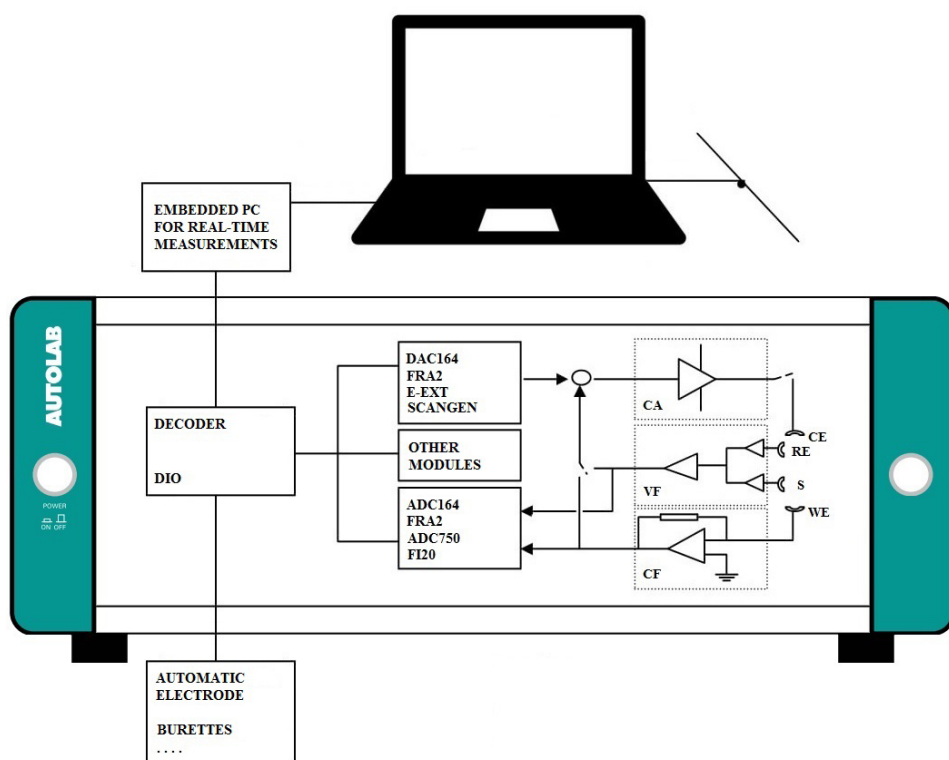 EMBEDDED PC
FOR REAL-TIME
MEASUREMENTS
AUTOLAB
POWER
ON OFF
DECODER
DIO
DAC164
FRA2
E-EXT
SCANGEN
OTHER
MODULES
ADC164
FRA2
ADC750
FI20
CA
CE
RE
VF
S
WE
CF
AUTOMATIC
ELECTRODE
BURETTES
. . . .